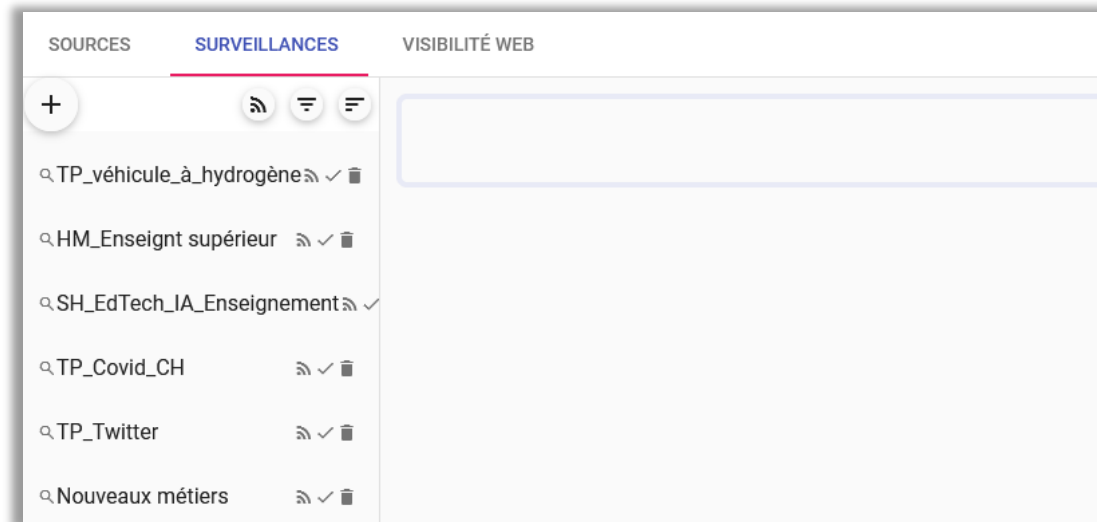 SOURCES SURVEILLANCES VISIBILITÉ WEB
TP_véhicule_à_hydrogène
HM_Enseignt supérieur
SH_EdTech_IA_Enseignement
TP_Covid_CH
TP_Twitter
Nouveaux métiers